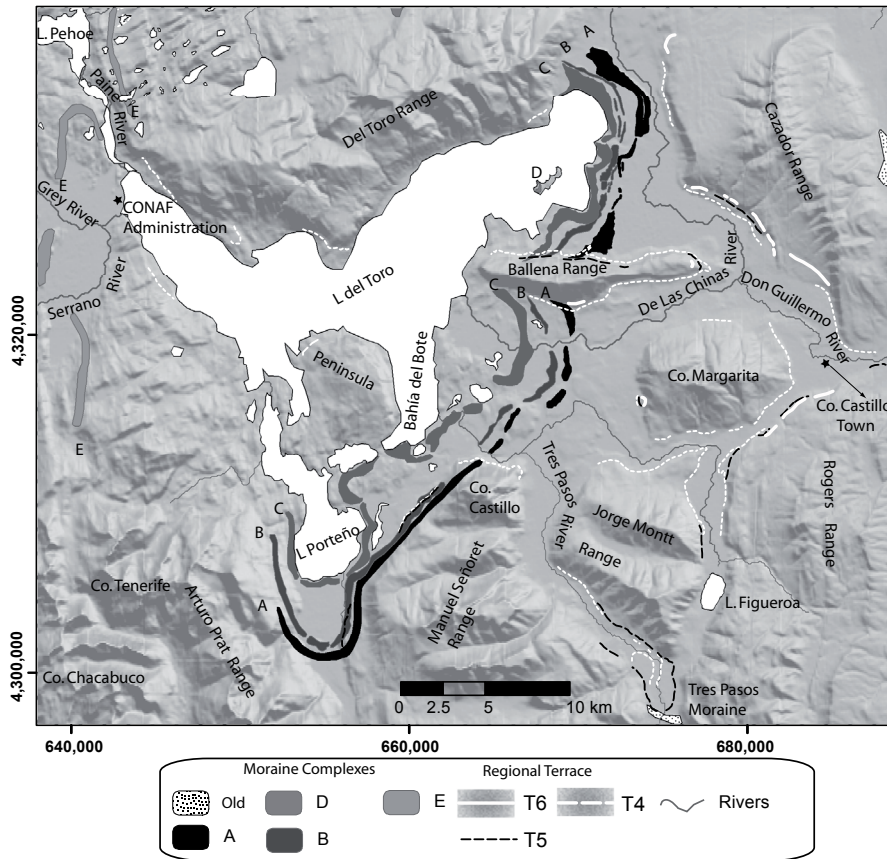 L. Pehoe
Paine
River
E
E
Grey River
CONAF
Administration
Serrano
River
E
Del Toro Range
C B A
D
Cazador Range
L del Toro
Ballena Range
C B A
De Las Chinas River
Don Guillermo
River
Peninsula
Bahía del Bote
Co. Margarita
Co. Castillo
Town
Co.
Castillo
Tres Pasos
River
Jorge Montt
Range
Rogers
Range
L. Figueroa
C
B
A
L Porteño
Co. Tenerife
Arturo Prat Range
Manuel Señoret
Range
Co. Chacabuco
Tres Pasos
Moraine
0 2.5 5 10 km
4,320,000
4,300,000
640,000 660,000 680,000
Moraine Complexes Regional Terrace
Old D E T6 T4 Rivers
A B T5